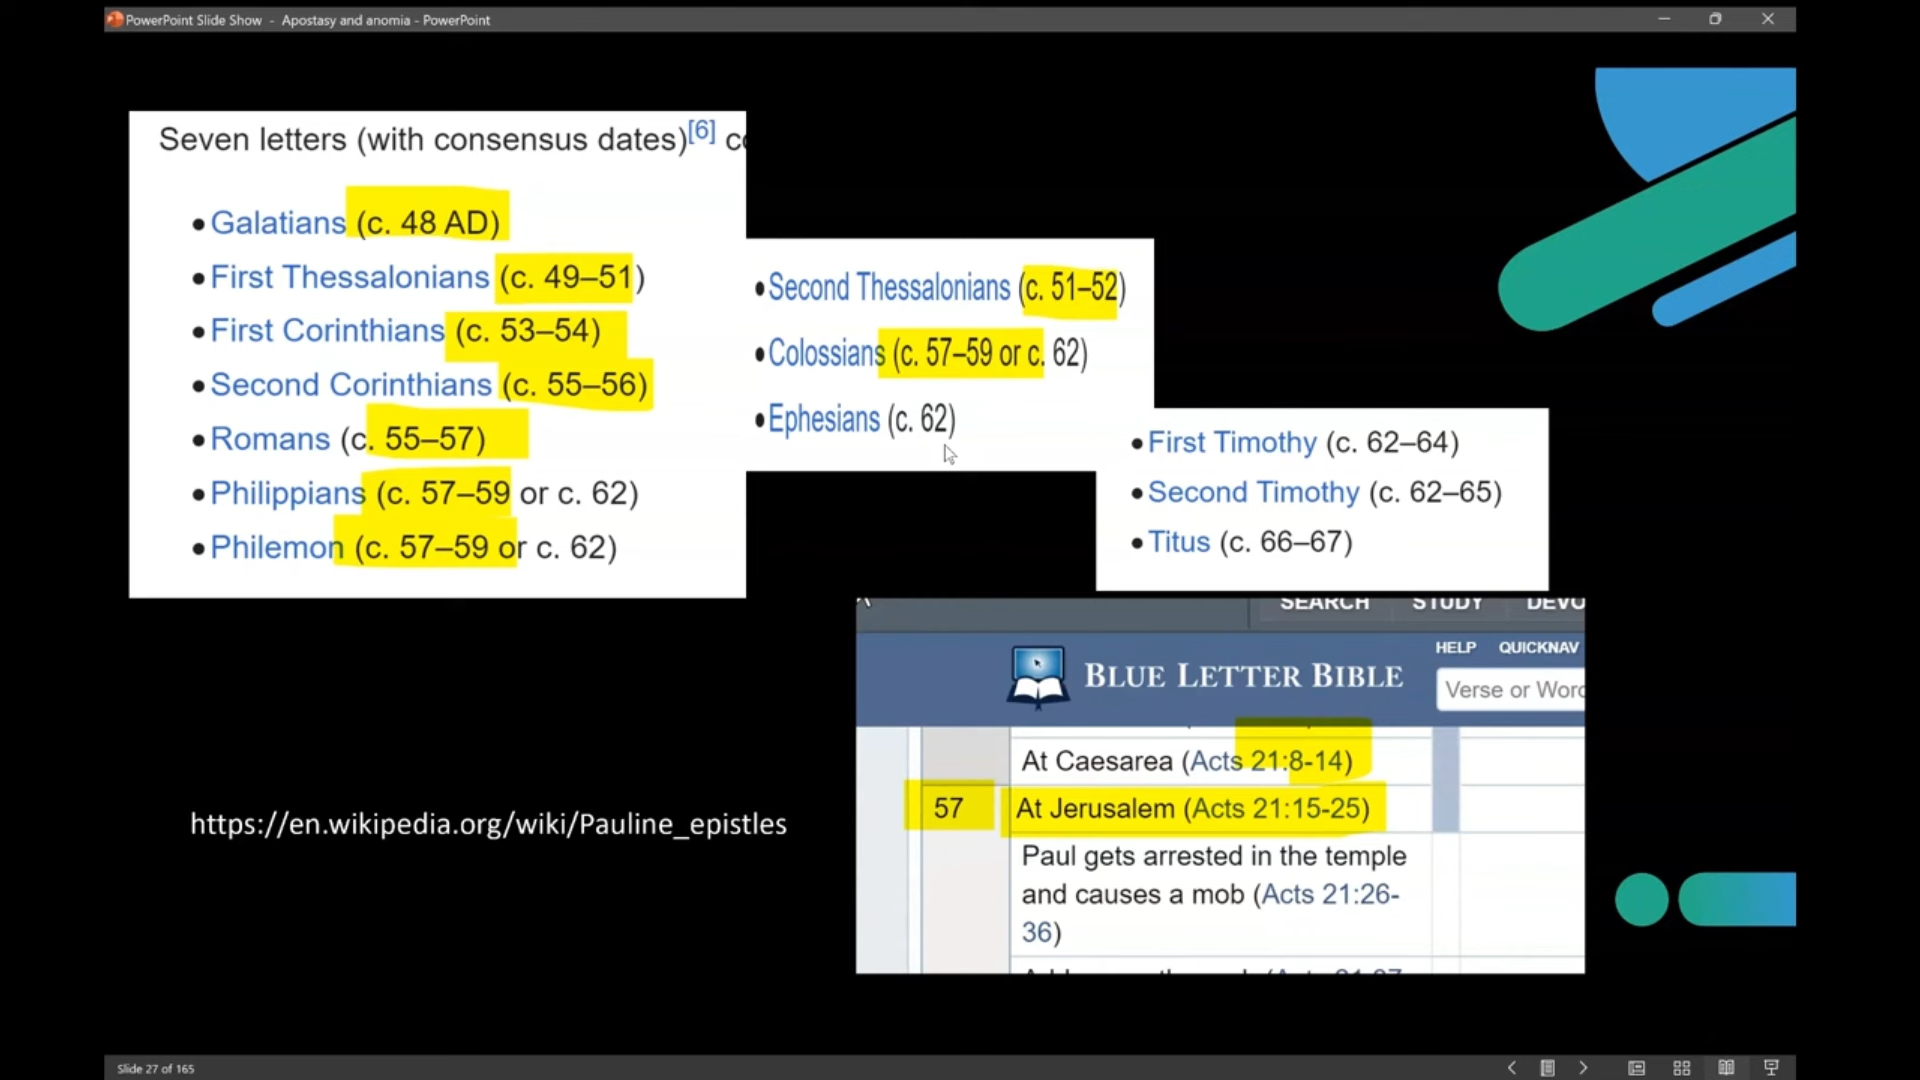 PowerPoint Slide Show - Apostasy and anomia - PowerPoint
Seven letters (with consensus dates)[6]
•Galatians (c. 48 AD)
•First Thessalonians (c. 49–51)
•First Corinthians (c. 53–54)
•Second Corinthians (c. 55–56)
•Romans (c. 55–57)
•Philippians (c. 57–59 or c. 62)
•Philemon (c. 57–59 or c. 62)
•Second Thessalonians (c. 51–52)
•Colossians (c. 57–59 or c. 62)
•Ephesians (c. 62)
•First Timothy (c. 62–64)
•Second Timothy (c. 62–65)
•Titus (c. 66–67)
SEARCH STUDY DEVO
HELP QUICKNAV
BLUE LETTER BIBLE
Verse or Word
At Caesarea (Acts 21:8-14)
57 At Jerusalem (Acts 21:15-25)
Paul gets arrested in the temple
and causes a mob (Acts 21:26-
36)
https://en.wikipedia.org/wiki/Pauline_epistles
Slide 27 of 165